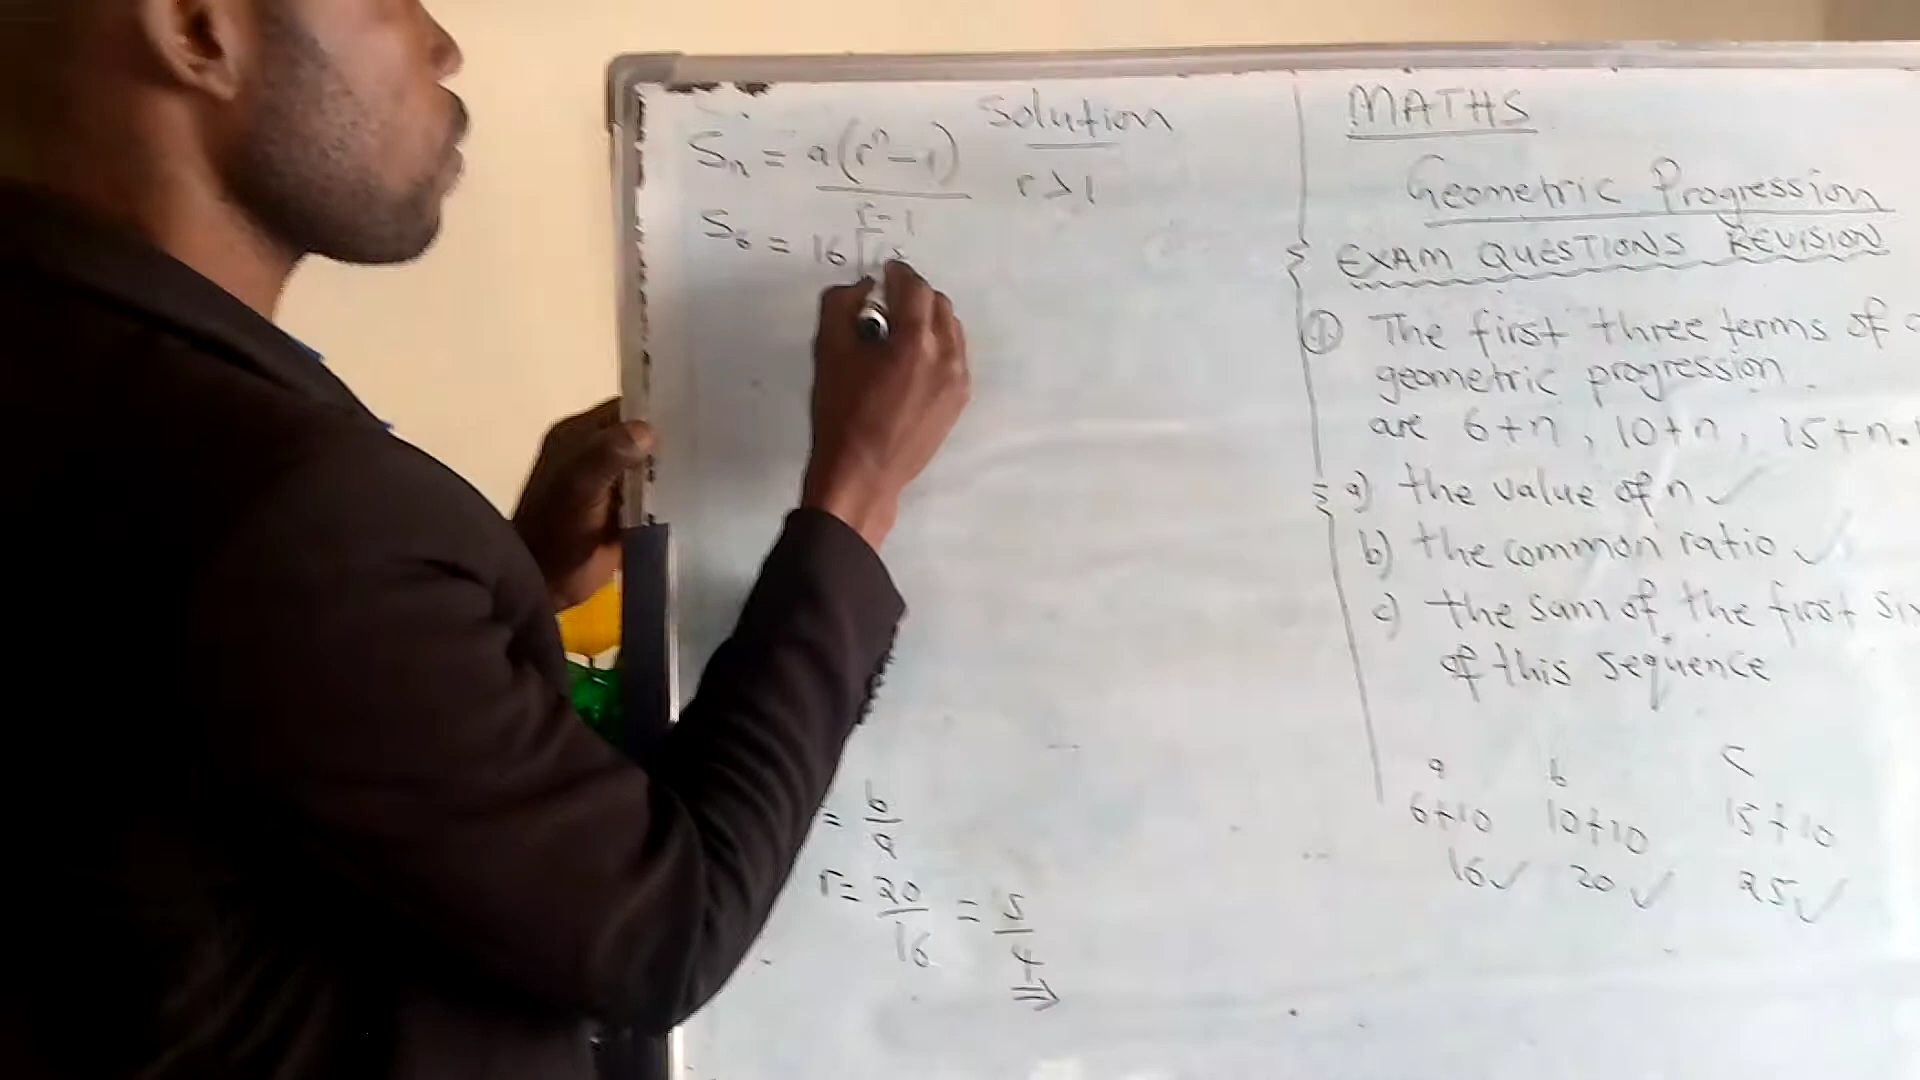 Solution
Sn = a(rⁿ-1)
r-1
r>1
S6 = 16[(5
= b/a
r = 20/16 = 5/4
MATHS
Geometric Progression
EXAM QUESTIONS REVISION
① The first three terms of
geometric progression
are 6+n, 10+n, 15+n.
a) the value of n ✓
b) the common ratio ✓
c) the sum of the first
of this sequence
a b c
6+10 10+10 15+10
16✓ 20✓ 25✓